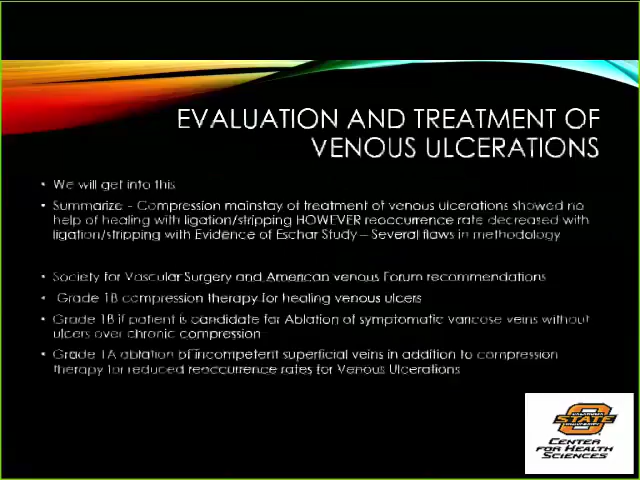 EVALUATION AND TREATMENT OF
VENOUS ULCERATIONS
• We will get into this
• Summarize - Compression mainstay of treatment of venous ulcerations showed no
help of healing with ligation/stripping HOWEVER reoccurrence rate decreased with
ligation/stripping with Evidence of Eschar Study – Several flaws in methodology
• Society for Vascular Surgery and American venous Forum recommendations
• Grade 1B compression therapy for healing venous ulcers
• Grade 1B if patient is candidate for Ablation of symptomatic varicose veins without
ulcers over chronic compression
• Grade 1A ablation of incompetent superficial veins in addition to compression
therapy for reduced reoccurrence rates for Venous Ulcerations
OKLAHOMA
STATE
UNIVERSITY
CENTER
FOR HEALTH
SCIENCES